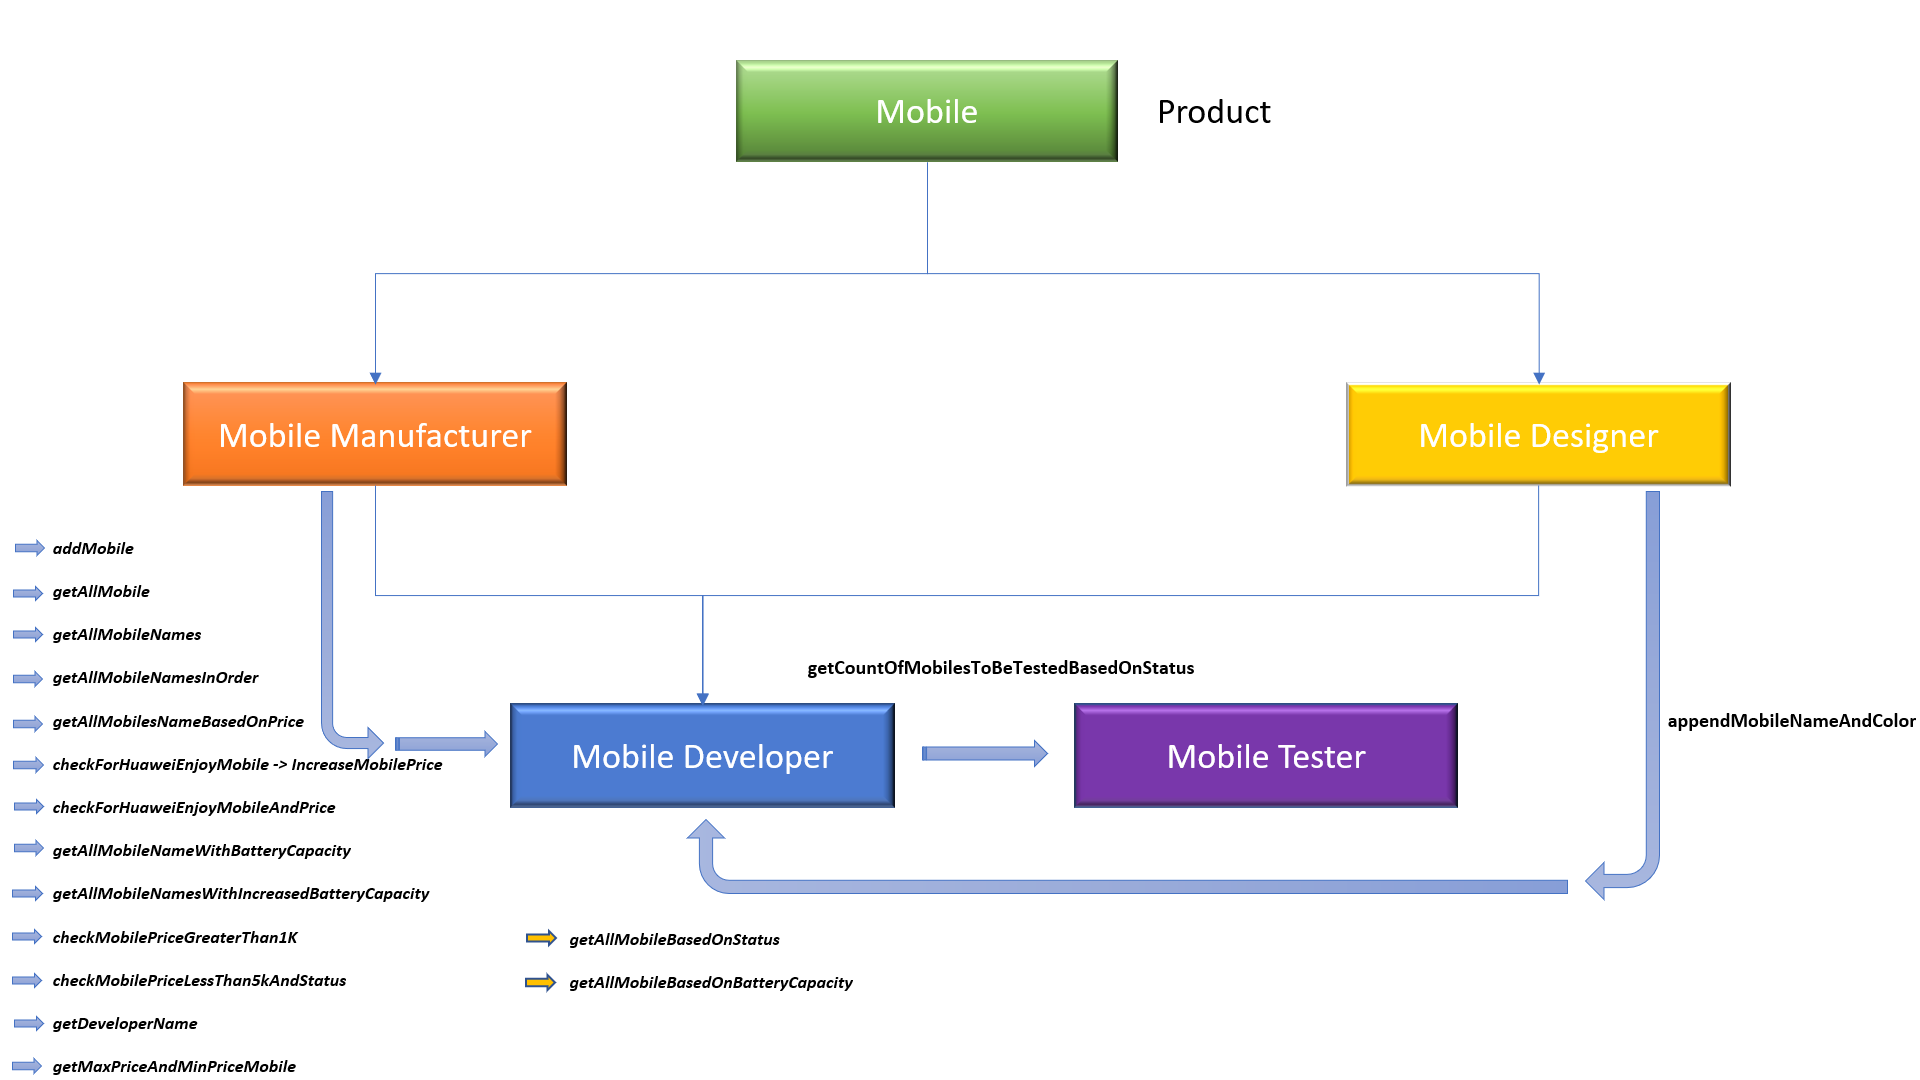 Mobile
Product
Mobile Manufacturer
Mobile Designer
addMobile
getAllMobile
getAllMobileNames
getAllMobileNamesInOrder
getAllMobilesNameBasedOnPrice
checkForHuaweiEnjoyMobile -> IncreaseMobilePrice
checkForHuaweiEnjoyMobileAndPrice
getAllMobileNameWithBatteryCapacity
getAllMobileNamesWithIncreasedBatteryCapacity
checkMobilePriceGreaterThan1K
checkMobilePriceLessThan5kAndStatus
getDeveloperName
getMaxPriceAndMinPriceMobile
getCountOfMobilesToBeTestedBasedOnStatus
Mobile Developer
Mobile Tester
appendMobileNameAndColor
getAllMobileBasedOnStatus
getAllMobileBasedOnBatteryCapacity